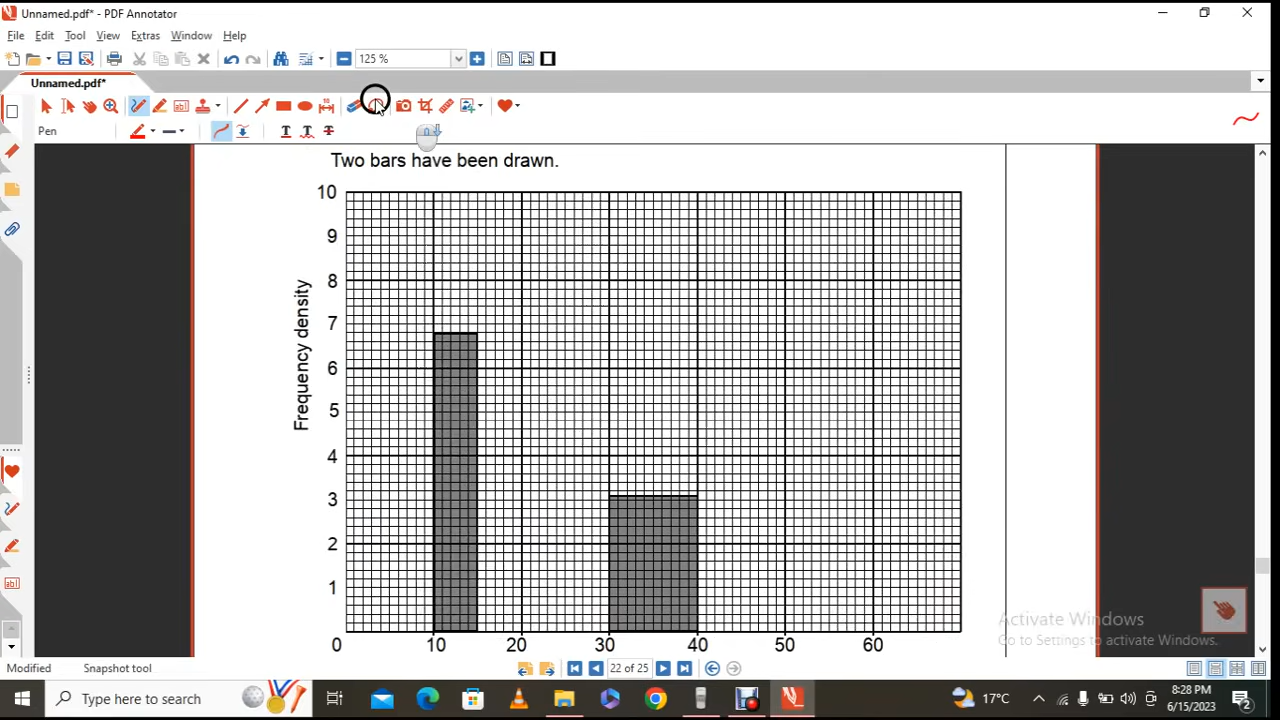 Unnamed.pdf* - PDF Annotator
File Edit Tool View Extras Window Help
125 %
Unnamed.pdf*
Pen
Two bars have been drawn.
10
9
8
7
6
5
4
3
2
1
Frequency density
0 10 20 30 40 50 60
Activate Windows
Go to Settings to activate Windows.
Modified Snapshot tool 22 of 25
Type here to search
17°C
8:28 PM
6/15/2023
2